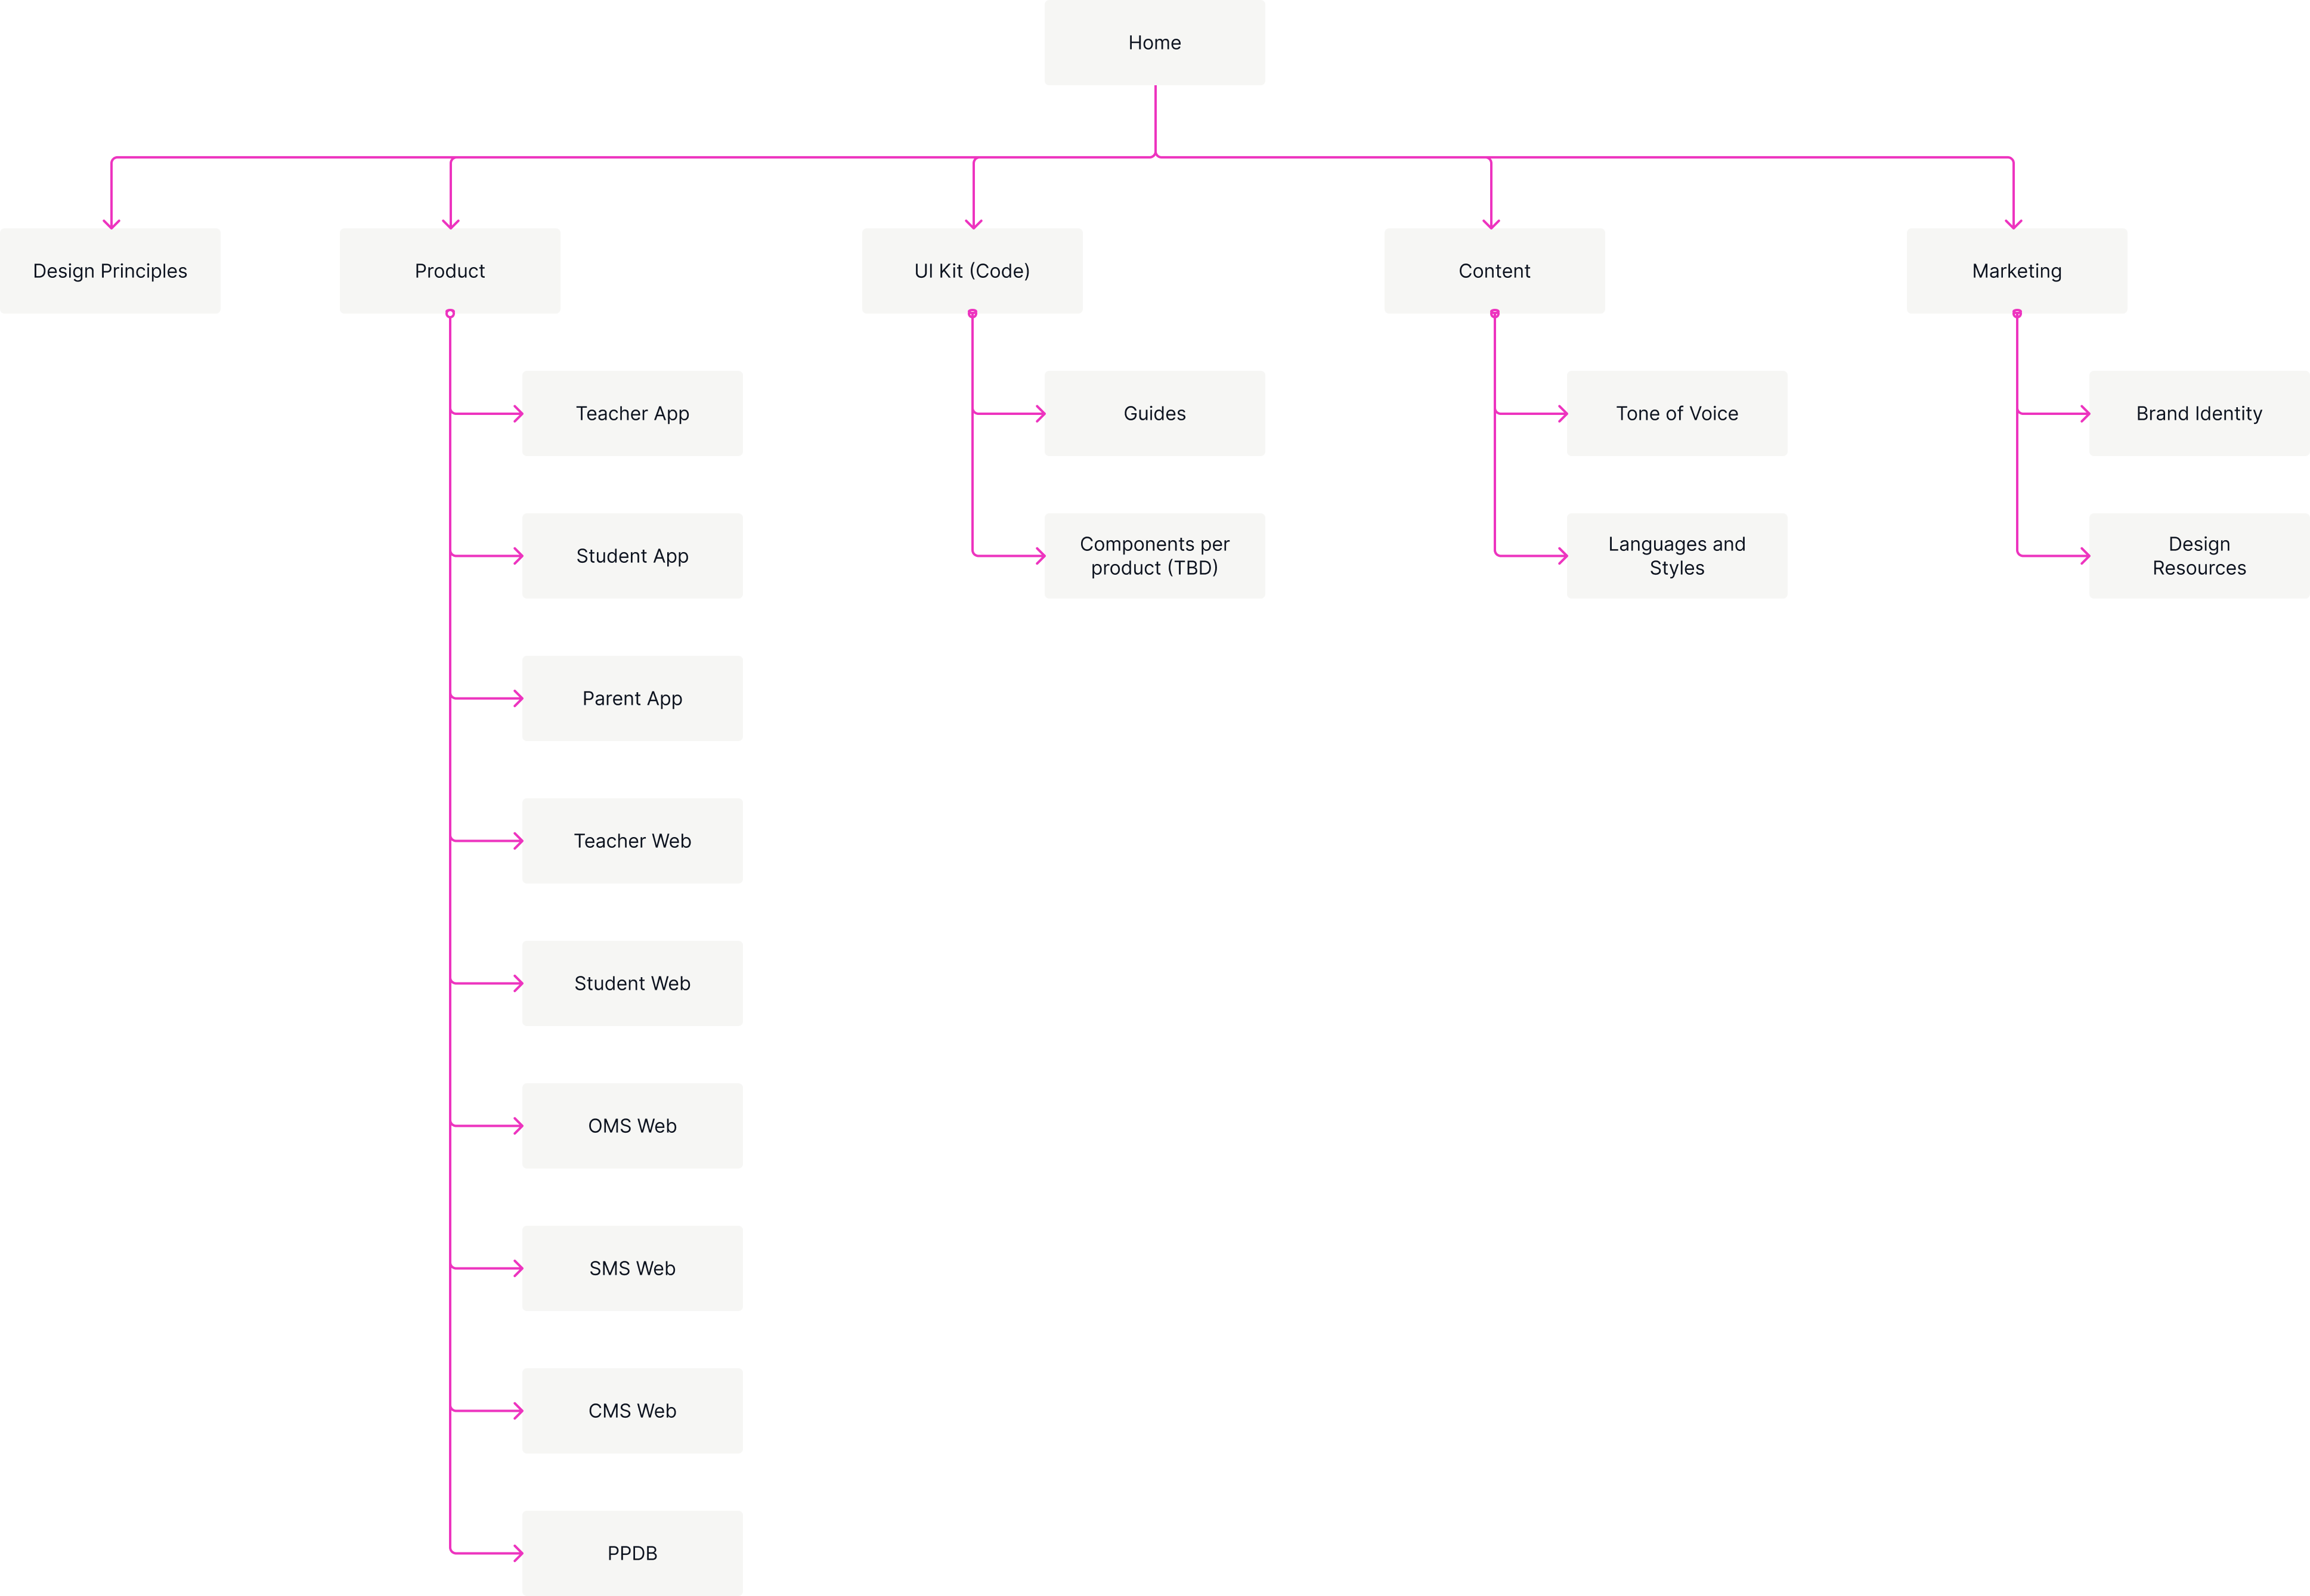 Home
Design Principles
Product
UI Kit (Code)
Content
Marketing
Teacher App
Guides
Tone of Voice
Brand Identity
Student App
Components per
product (TBD)
Languages and
Styles
Design
Resources
Parent App
Teacher Web
Student Web
OMS Web
SMS Web
CMS Web
PPDB